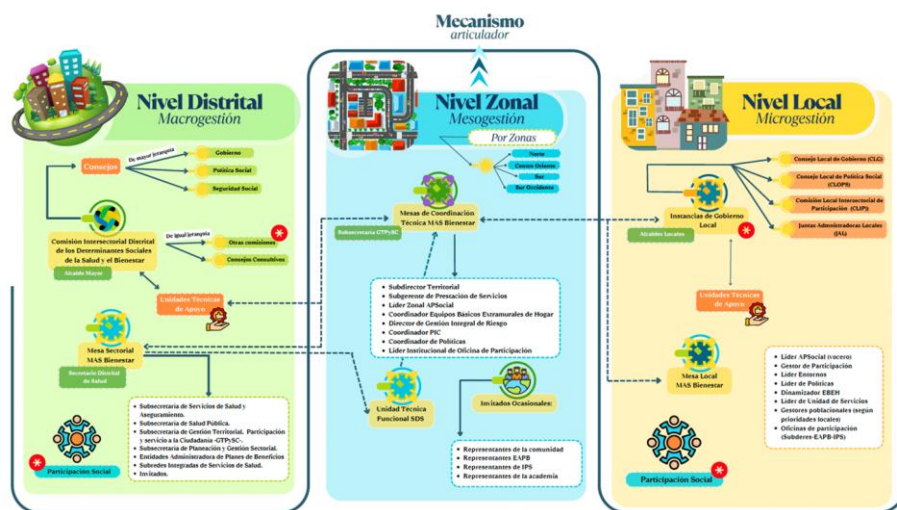 Mecanismo
articulador
Nivel Distrital
Macrogestión
Consejos
De mayor jerarquía
Gobierno
Política Social
Seguridad Social
Comisión Intersectorial Distrital
de los Determinantes Sociales
de la Salud y el Bienestar
Alcalde Mayor
De igual jerarquía
Otras comisiones
Consejos Consultivos
Unidades Técnicas
de Apoyo
Mesa Sectorial
MAS Bienestar
Secretario Distrital
de Salud
Subsecretaría de Servicios de Salud y
Aseguramiento.
Subsecretaría de Salud Pública.
Subsecretaría de Gestión Territorial, Participación
y servicio a la Ciudadanía -GTPySC-.
Subsecretaría de Planeación y Gestión Sectorial.
Entidades Administradora de Planes de Beneficios
Subredes Integradas de Servicios de Salud.
Invitados.
Participación Social
Nivel Zonal
Mesogestión
Por Zonas
Norte
Centro Oriente
Sur
Sur Occidente
Mesas de Coordinación
Técnica MAS Bienestar
Subsecretaría GTPySC
Subdirector Territorial
Subgerente de Prestación de Servicios
Líder Zonal APSocial
Coordinador Equipos Básicos Extramurales de Hogar
Director de Gestión Integral de Riesgo
Coordinador PIC
Coordinador de Políticas
Líder Institucional de Oficina de Participación
Unidad Técnica
Funcional SDS
Invitados Ocasionales:
Representantes de la comunidad
Representantes EAPB
Representantes de IPS
Representantes de la academia
Nivel Local
Microgestión
Consejo Local de Gobierno (CLG)
Consejo Local de Política Social
(CLOPS)
Comisión Local Intersectorial de
Participación (CLIP)
Juntas Administradoras Locales
(JAL)
Instancias de Gobierno
Local
Alcaldes Locales
Unidades Técnicas
de Apoyo
Mesa Local
MAS Bienestar
Líder APSocial (vocero)
Gestor de Participación
Líder Entornos
Líder de Políticas
Dinamizador EBEH
Líder de Unidad de Servicios
Gestores poblacionales (según
prioridades locales)
Oficinas de participación
(Subredes-EAPB-IPS)
Participación Social